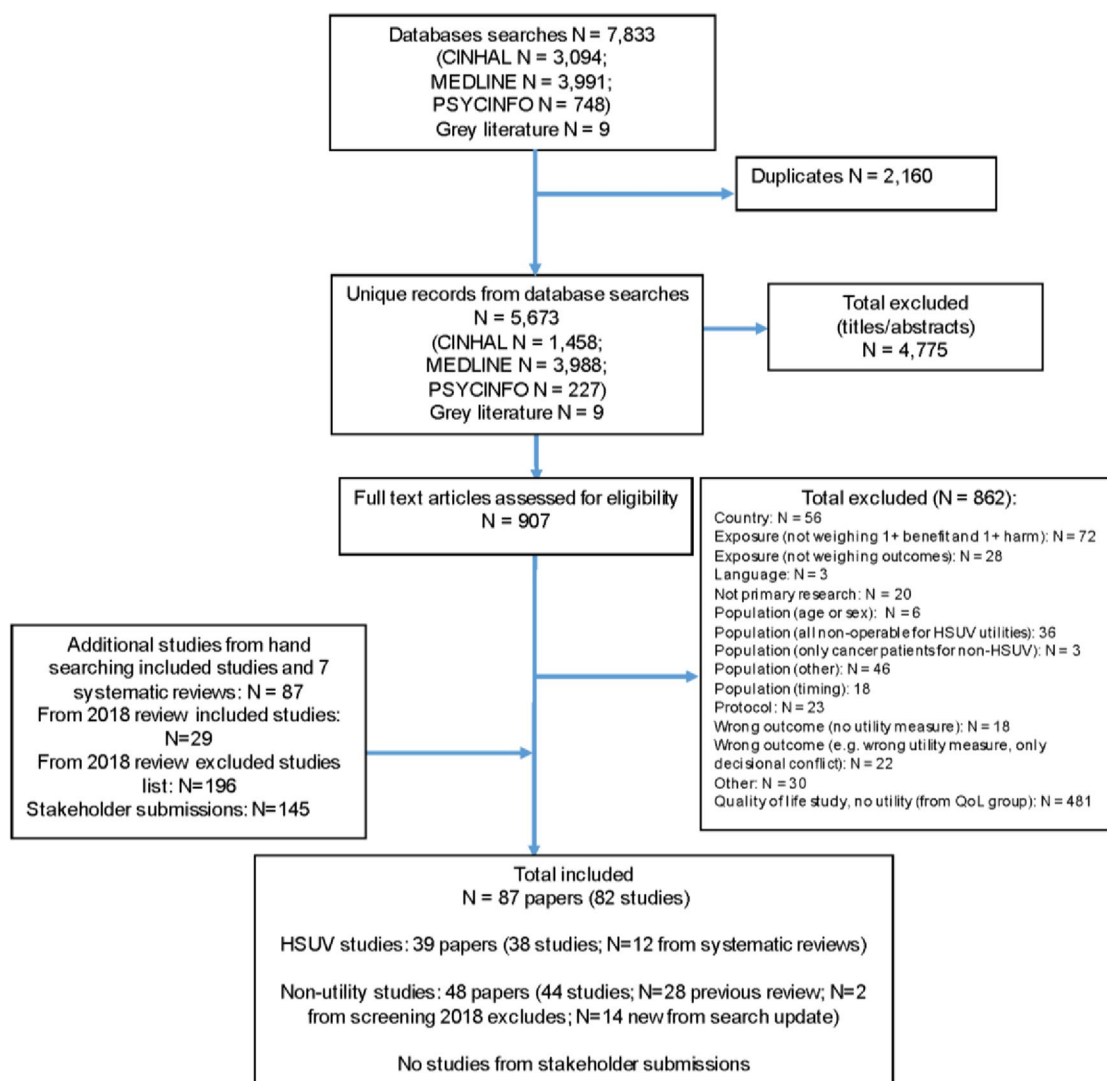 Databases searches N = 7,833
(CINHAL N = 3,094;
MEDLINE N = 3,991;
PSYCINFO N = 748)
Grey literature N = 9
Duplicates N = 2,160
Unique records from database searches
N = 5,673
(CINHAL N = 1,458;
MEDLINE N = 3,988;
PSYCINFO N = 227)
Grey literature N = 9
Total excluded
(titles/abstracts)
N = 4,775
Full text articles assessed for eligibility
N = 907
Total excluded (N = 862):
Country: N = 56
Exposure (not weighing 1+ benefit and 1+ harm): N = 72
Exposure (not weighing outcomes): N = 28
Language: N = 3
Not primary research: N = 20
Population (age or sex): N = 6
Population (all non-operable for HSUV utilities): 36
Population (only cancer patients for non-HSUV): N = 3
Population (other): N = 46
Population (timing): 18
Protocol: N = 23
Wrong outcome (no utility measure): N = 18
Wrong outcome (e.g. wrong utility measure, only
decisional conflict): N = 22
Other: N = 30
Quality of life study, no utility (from QoL group): N = 481
Additional studies from hand
searching included studies and 7
systematic reviews: N = 87
From 2018 review included studies:
N=29
From 2018 review excluded studies
list: N=196
Stakeholder submissions: N=145
Total included
N = 87 papers (82 studies)
HSUV studies: 39 papers (38 studies; N=12 from systematic reviews)
Non-utility studies: 48 papers (44 studies; N=28 previous review; N=2
from screening 2018 excludes; N=14 new from search update)
No studies from stakeholder submissions